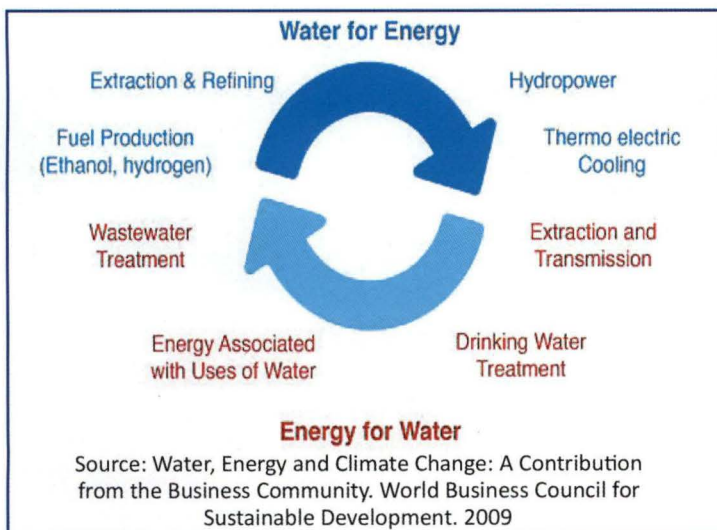 Water for Energy
Extraction & Refining
Hydropower
Fuel Production
(Ethanol, hydrogen)
Thermo electric
Cooling
Wastewater
Treatment
Extraction and
Transmission
Energy Associated
with Uses of Water
Drinking Water
Treatment
Energy for Water
Source: Water, Energy and Climate Change: A Contribution
from the Business Community. World Business Council for
Sustainable Development. 2009